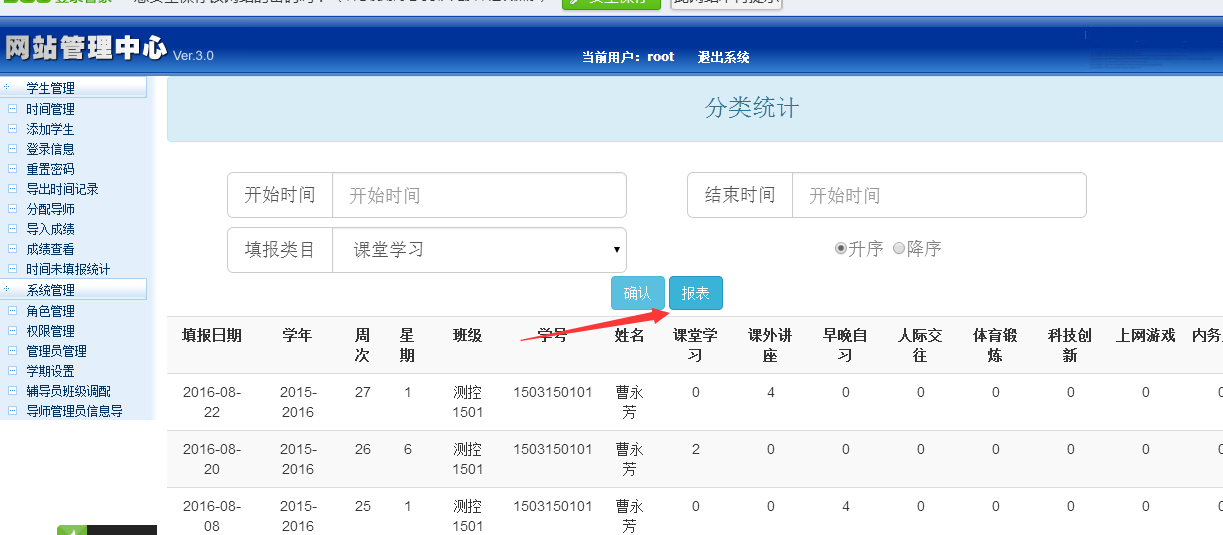 网站管理中心 Ver.3.0
当前用户：root 退出系统
学生管理
时间管理
添加学生
登录信息
重置密码
导出时间记录
分配导师
导入成绩
成绩查看
时间未填报统计
系统管理
角色管理
权限管理
管理员管理
学期设置
辅导员班级调配
导师管理员信息导
分类统计
开始时间 开始时间 结束时间 开始时间
填报类目 课堂学习 升序 降序
确认 报表
填报日期 学年 周次 星期 班级 学号 姓名 课堂学习 课外讲座 早晚自习 人际交往 体育锻炼 科技创新 上网游戏 内务
2016-08-22 2015-2016 27 1 测控1501 1503150101 曹永芳 0 4 0 0 0 0 0 0
2016-08-20 2015-2016 26 6 测控1501 1503150101 曹永芳 2 0 0 0 0 0 0 0
2016-08-08 2015-2016 25 1 测控1501 1503150101 曹永芳 0 0 4 0 0 0 0 0